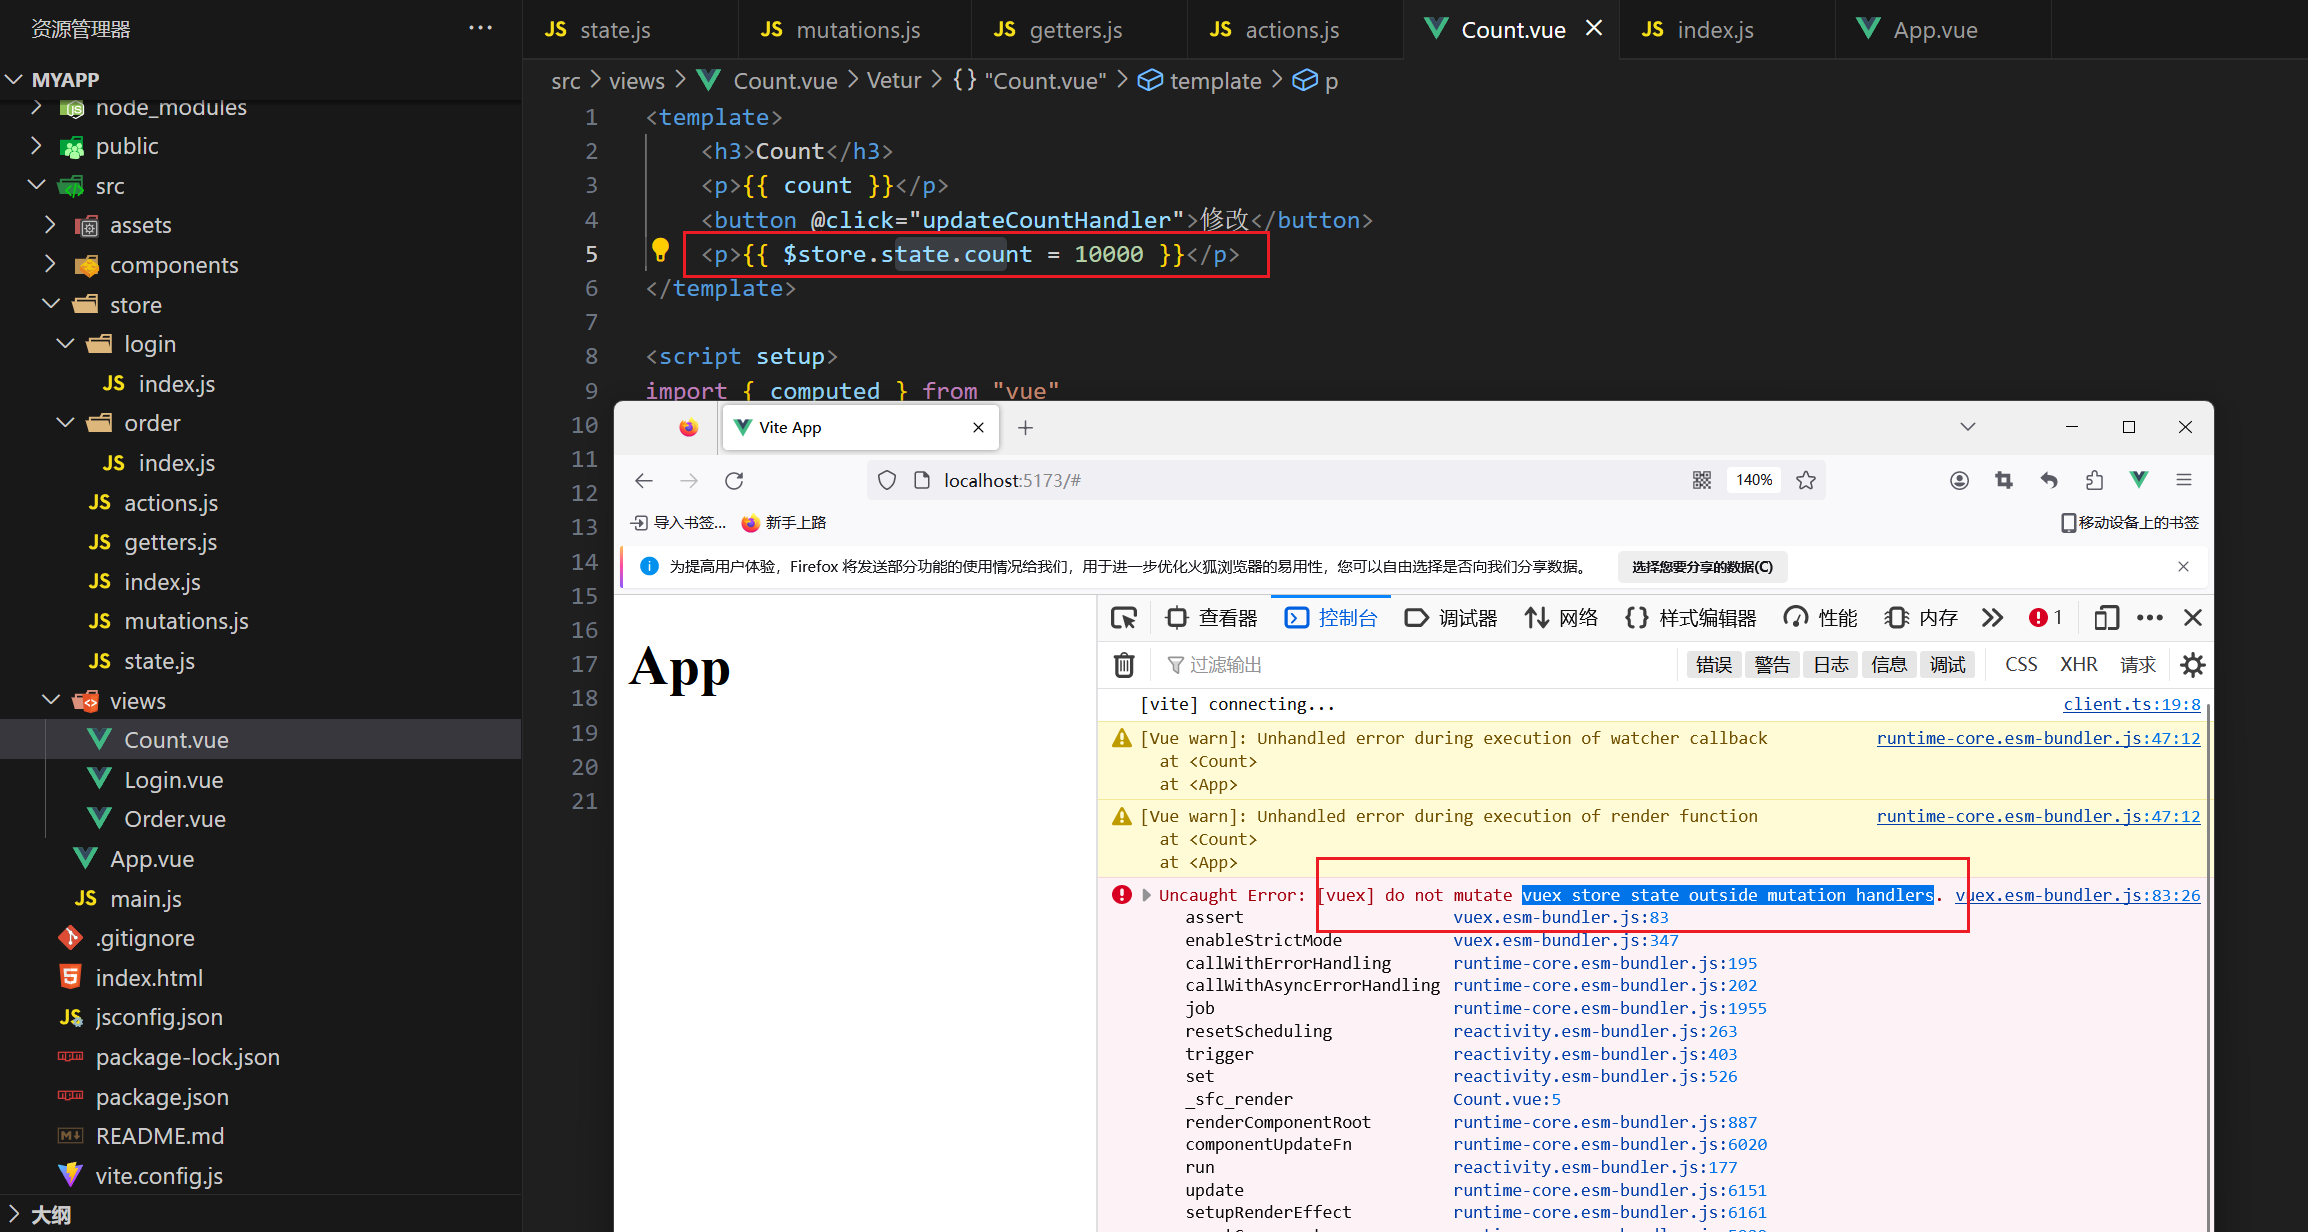 资源管理器
MYAPP
node_modules
public
src
assets
components
store
login
index.js
order
index.js
actions.js
getters.js
index.js
mutations.js
state.js
views
Count.vue
Login.vue
Order.vue
App.vue
main.js
.gitignore
index.html
jsconfig.json
package-lock.json
package.json
README.md
vite.config.js
大纲
state.js mutations.js getters.js actions.js Count.vue index.js App.vue
src > views > Count.vue > Vetur > {} "Count.vue" > template > p
1 <template>
2 <h3>Count</h3>
3 <p>{{ count }}</p>
4 <button @click="updateCountHandler">修改</button>
5 <p>{{ $store.state.count = 10000 }}</p>
6 </template>
7
8 <script setup>
9 import { computed } from "vue"
10
11
12
13
14
15
16
17
18
19
20
21
Vite App
localhost:5173/# 140%
导入书签... 新手上路 移动设备上的书签
为提高用户体验，Firefox 将发送部分功能的使用情况给我们，用于进一步优化火狐浏览器的易用性，您可以自由选择是否向我们分享数据。 选择您要分享的数据(C)
App
查看器 控制台 调试器 网络 样式编辑器 性能 内存 1
过滤输出 错误 警告 日志 信息 调试 CSS XHR 请求
[vite] connecting... client.ts:19:8
[Vue warn]: Unhandled error during execution of watcher callback runtime-core.esm-bundler.js:47:12
at <Count>
at <App>
[Vue warn]: Unhandled error during execution of render function runtime-core.esm-bundler.js:47:12
at <Count>
at <App>
Uncaught Error: [vuex] do not mutate vuex store state outside mutation handlers. vuex.esm-bundler.js:83:26
assert vuex.esm-bundler.js:83
enableStrictMode vuex.esm-bundler.js:347
callWithErrorHandling runtime-core.esm-bundler.js:195
callWithAsyncErrorHandling runtime-core.esm-bundler.js:202
job runtime-core.esm-bundler.js:1955
resetScheduling reactivity.esm-bundler.js:263
trigger reactivity.esm-bundler.js:403
set reactivity.esm-bundler.js:526
_sfc_render Count.vue:5
renderComponentRoot runtime-core.esm-bundler.js:887
componentUpdateFn runtime-core.esm-bundler.js:6020
run reactivity.esm-bundler.js:177
update runtime-core.esm-bundler.js:6151
setupRenderEffect runtime-core.esm-bundler.js:6161